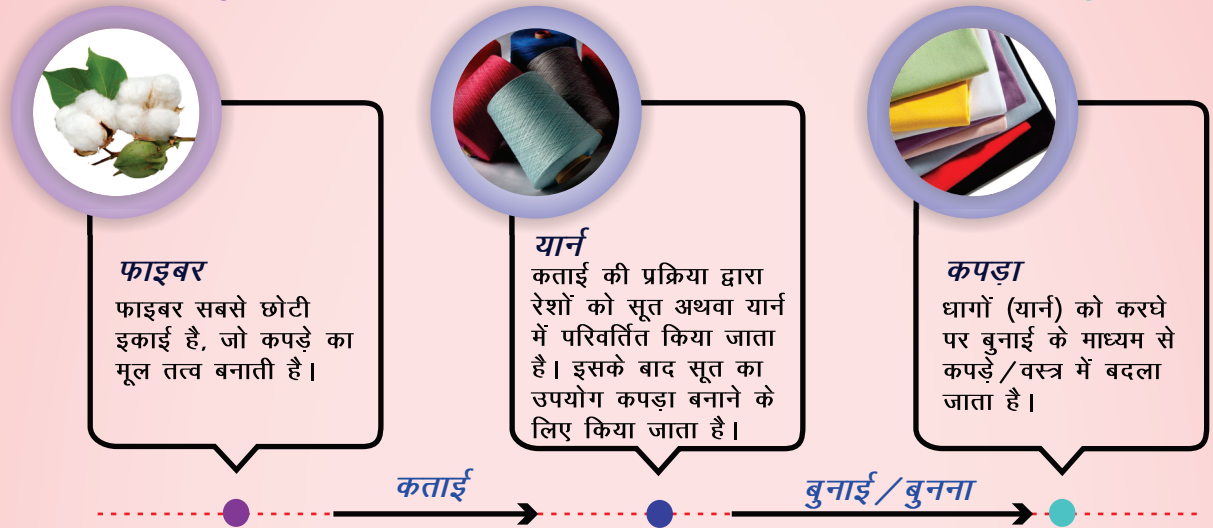 फाइबर
फाइबर सबसे छोटी
इकाई है, जो कपड़े का
मूल तत्व बनाती है।
यार्न
कताई की प्रक्रिया द्वारा
रेशों को सूत अथवा यार्न
में परिवर्तित किया जाता
है। इसके बाद सूत का
उपयोग कपड़ा बनाने के
लिए किया जाता है।
कपड़ा
धागों (यार्न) को करघे
पर बुनाई के माध्यम से
कपड़े/वस्त्र में बदला
जाता है।
कताई
बुनाई/बुनना